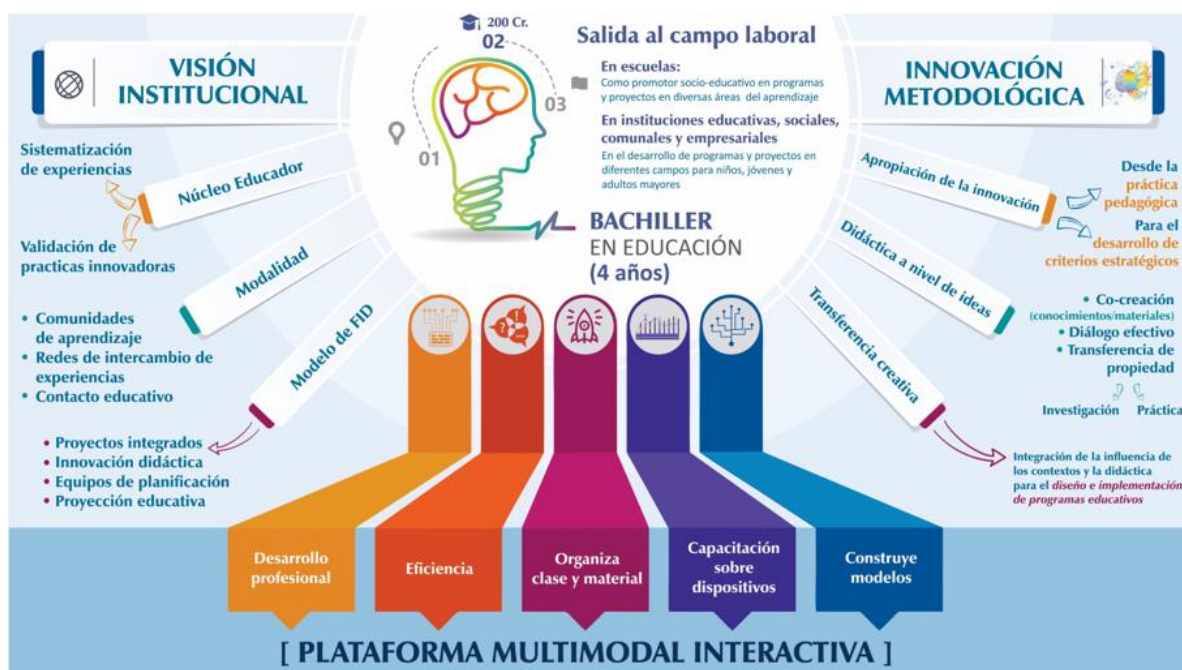 VISIÓN
INSTITUCIONAL
Sistematización
de experiencias
Núcleo Educador
Validación de
practicas innovadoras
Modalidad
• Comunidades
de aprendizaje
• Redes de intercambio de
experiencias
• Contacto educativo
Modelo de FID
• Proyectos integrados
• Innovación didáctica
• Equipos de planificación
• Proyección educativa
200 Cr.
02
03
01
Salida al campo laboral
En escuelas:
Como promotor socio-educativo en programas
y proyectos en diversas áreas del aprendizaje
En instituciones educativas, sociales,
comunales y empresariales
En el desarrollo de programas y proyectos en
diferentes campos para niños, jóvenes y
adultos mayores
BACHILLER
EN EDUCACIÓN
(4 años)
INNOVACIÓN
METODOLÓGICA
Apropiación de la innovación
Desde la
práctica
pedagógica
Para el
desarrollo de
criterios estratégicos
Didáctica a nivel de ideas
• Co-creación
(conocimientos/materiales)
• Diálogo efectivo
• Transferencia de
propiedad
Investigación Práctica
Transferencia creativa
Integración de la influencia de
los contextos y la didáctica
para el diseño e implementación
de programas educativos
? !
Desarrollo
profesional
Eficiencia
Organiza
clase y material
Capacitación
sobre
dispositivos
Construye
modelos
[ PLATAFORMA MULTIMODAL INTERACTIVA ]